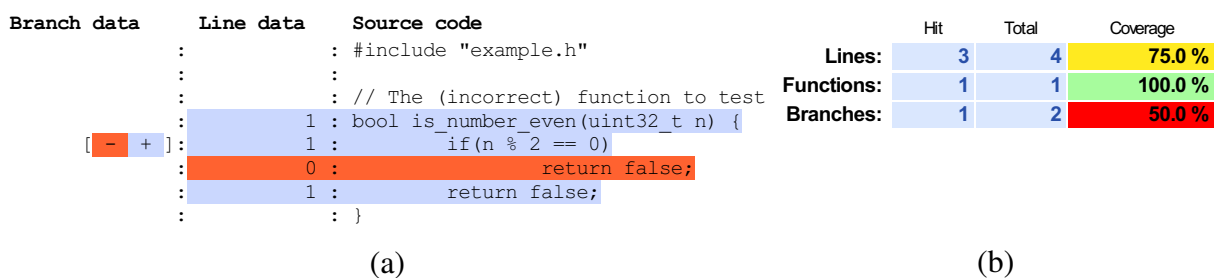 Branch data Line data Source code
: : #include "example.h"
: :
: : // The (incorrect) function to test
: 1 : bool is_number_even(uint32_t n) {
[ - + ]: 1 : if(n % 2 == 0)
: 0 : return false;
: 1 : return false;
: : }
(a)
Hit Total Coverage
Lines: 3 4 75.0 %
Functions: 1 1 100.0 %
Branches: 1 2 50.0 %
(b)